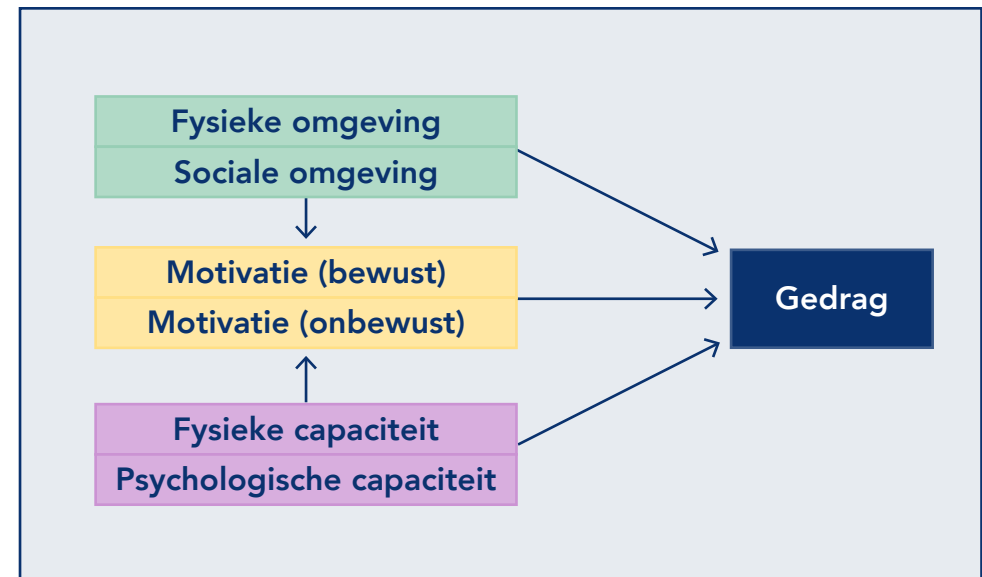 Fysieke omgeving
Sociale omgeving
Motivatie (bewust)
Motivatie (onbewust)
Gedrag
Fysieke capaciteit
Psychologische capaciteit